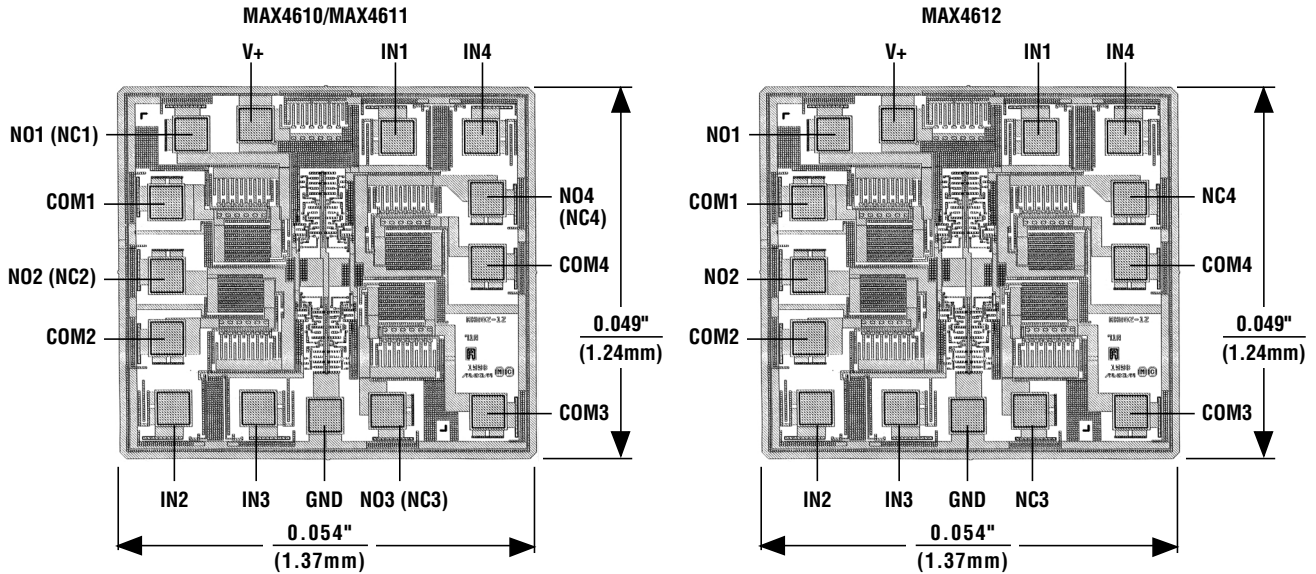 MAX4610/MAX4611
V+
IN1
IN4
NO1 (NC1)
COM1
NO2 (NC2)
COM2
NO4
(NC4)
COM4
COM3
1998
IN2
IN3
GND
NO3 (NC3)
0.049"
(1.24mm)
0.054"
(1.37mm)
MAX4612
V+
IN1
IN4
NO1
COM1
NO2
COM2
NC4
COM4
COM3
1998
IN2
IN3
GND
NC3
0.049"
(1.24mm)
0.054"
(1.37mm)